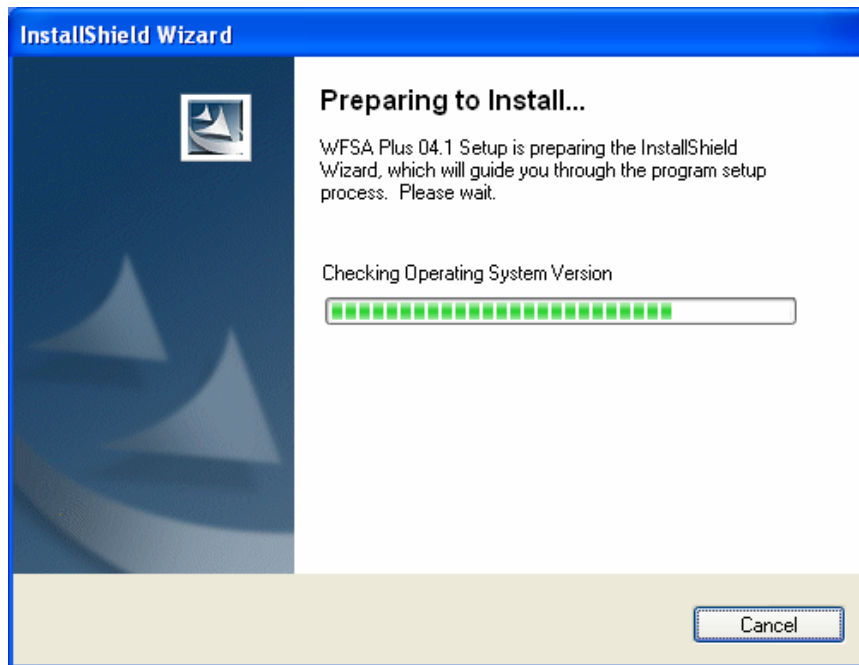 InstallShield Wizard
Preparing to Install...
WFSA Plus 04.1 Setup is preparing the InstallShield
Wizard, which will guide you through the program setup
process. Please wait.
Checking Operating System Version
Cancel